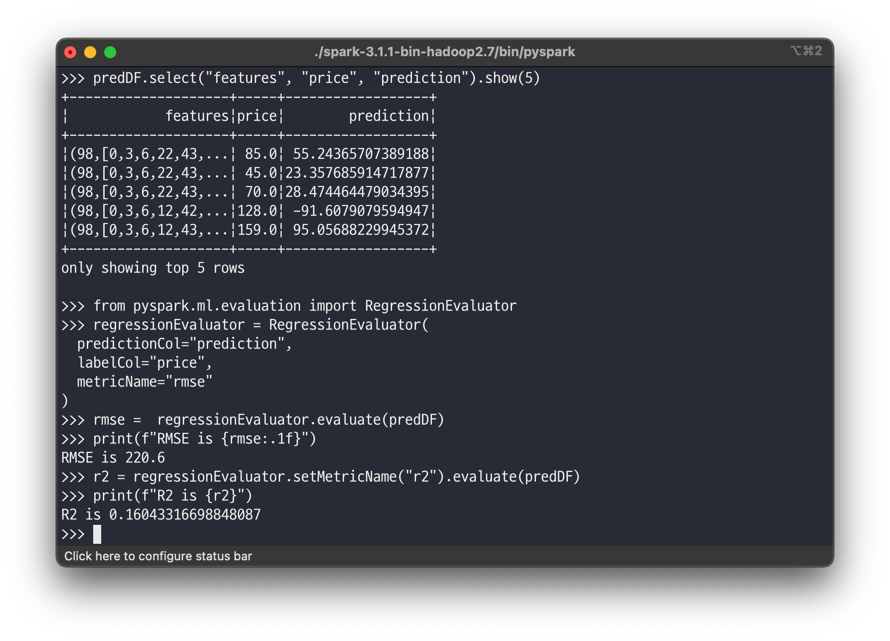 ./spark-3.1.1-bin-hadoop2.7/bin/pyspark ⌥⌘2
>>> predDF.select("features", "price", "prediction").show(5)
+--------------------+-----+------------------+
¦            features¦price¦        prediction¦
+--------------------+-----+------------------+
¦(98,[0,3,6,22,43,...¦ 85.0¦ 55.24365707389188¦
¦(98,[0,3,6,22,43,...¦ 45.0¦23.357685914717877¦
¦(98,[0,3,6,22,43,...¦ 70.0¦28.474464479034395¦
¦(98,[0,3,6,12,42,...¦128.0¦ -91.6079079594947¦
¦(98,[0,3,6,12,43,...¦159.0¦ 95.05688229945372¦
+--------------------+-----+------------------+
only showing top 5 rows
>>> from pyspark.ml.evaluation import RegressionEvaluator
>>> regressionEvaluator = RegressionEvaluator(
  predictionCol="prediction",
  labelCol="price",
  metricName="rmse"
)
>>> rmse =  regressionEvaluator.evaluate(predDF)
>>> print(f"RMSE is {rmse:.1f}")
RMSE is 220.6
>>> r2 = regressionEvaluator.setMetricName("r2").evaluate(predDF)
>>> print(f"R2 is {r2}")
R2 is 0.16043316698848087
>>>
Click here to configure status bar